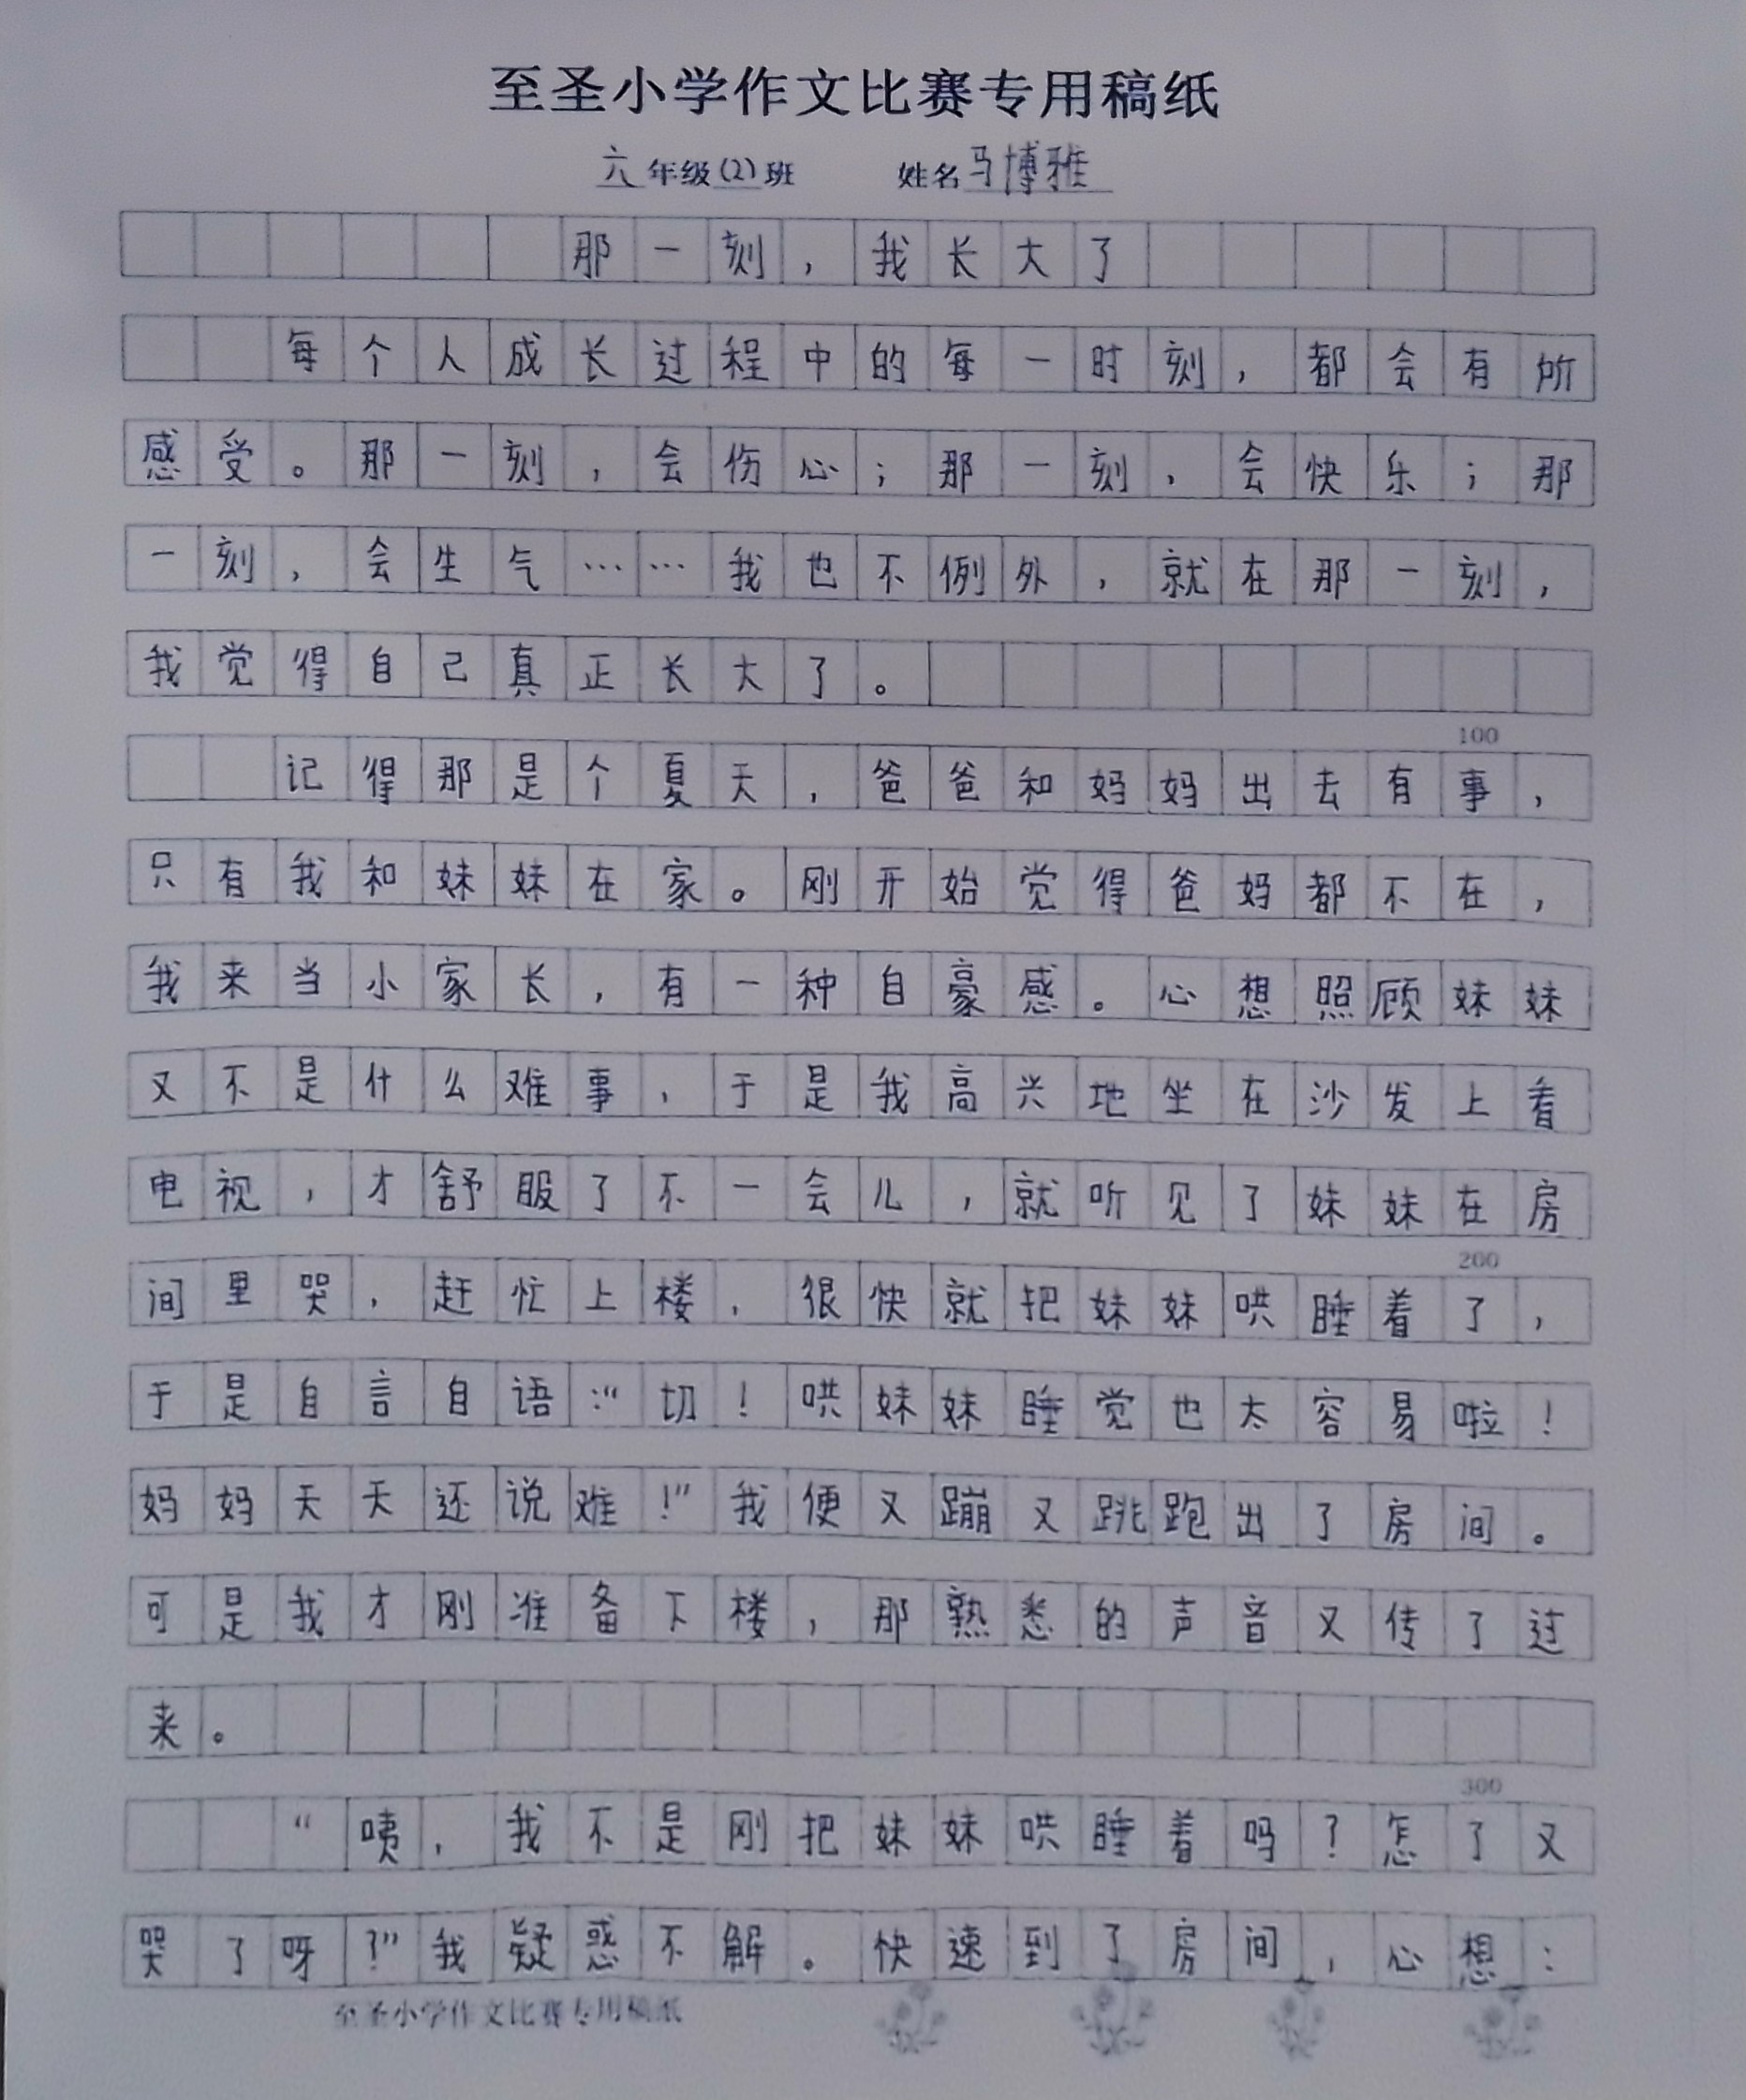 至圣小学作文比赛专用稿纸
六年级(2)班 姓名马博雅
那一刻，我长大了
每个人成长过程中的每一时刻，都会有所
感受。那一刻，会伤心；那一刻，会快乐；那
一刻，会生气……我也不例外，就在那一刻，
我觉得自己真正长大了。
100
记得那是个夏天，爸爸和妈妈出去有事，
只有我和妹妹在家。刚开始觉得爸妈都不在，
我来当小家长，有一种自豪感。心想照顾妹妹
又不是什么难事，于是我高兴地坐在沙发上看
电视，才舒服了不一会儿，就听见了妹妹在房
200
间里哭，赶忙上楼，很快就把妹妹哄睡着了，
于是自言自语：“切！哄妹妹睡觉也太容易啦！
妈妈天天还说难！”我便又蹦又跳跑出了房间。
可是我才刚准备下楼，那熟悉的声音又传了过
来。
300
“咦，我不是刚把妹妹哄睡着吗？怎了又
哭了呀？”我疑惑不解。快速到了房间，心想：
至圣小学作文比赛专用稿纸